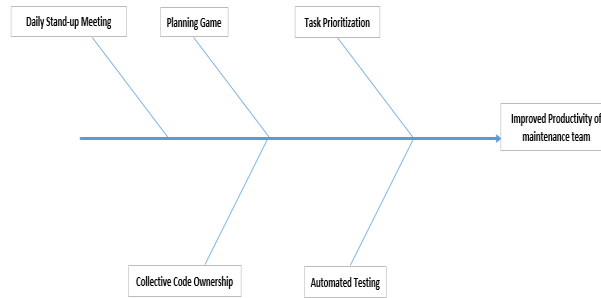 Daily Stand-up Meeting
Planning Game
Task Prioritization
Improved Productivity of
maintenance team
Collective Code Ownership
Automated Testing